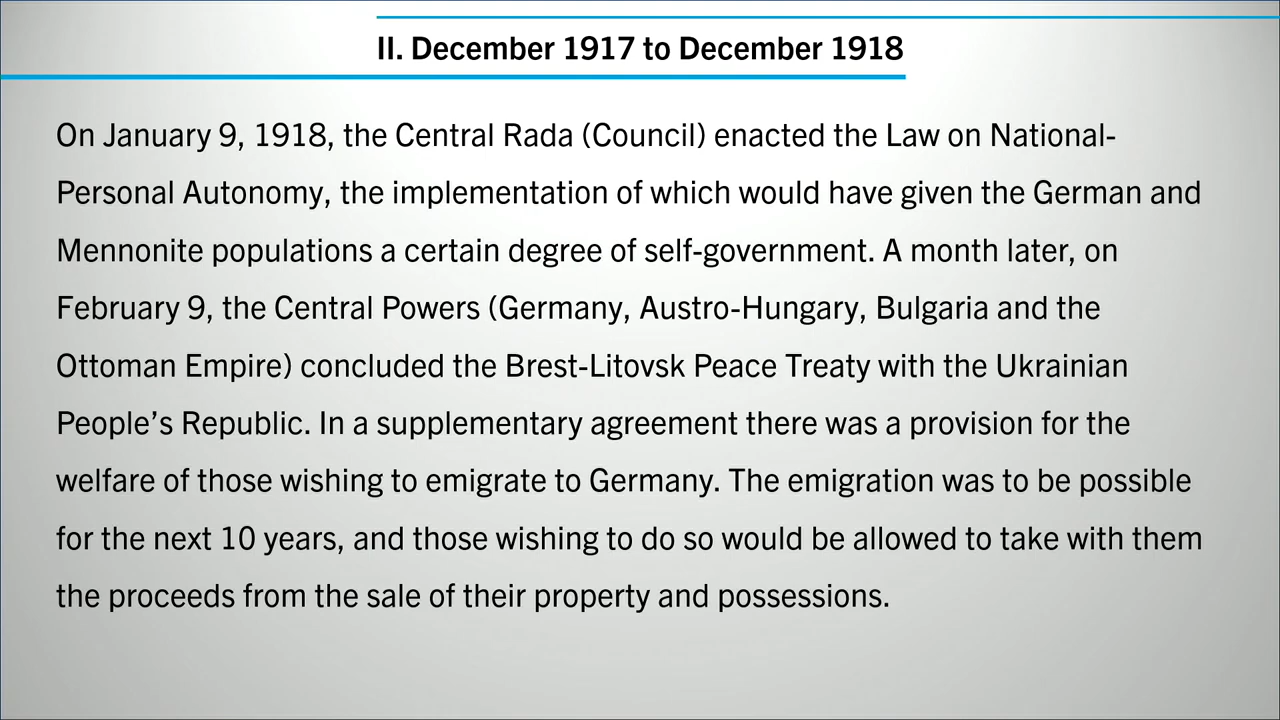 II. December 1917 to December 1918
On January 9, 1918, the Central Rada (Council) enacted the Law on National-
Personal Autonomy, the implementation of which would have given the German and
Mennonite populations a certain degree of self-government. A month later, on
February 9, the Central Powers (Germany, Austro-Hungary, Bulgaria and the
Ottoman Empire) concluded the Brest-Litovsk Peace Treaty with the Ukrainian
People’s Republic. In a supplementary agreement there was a provision for the
welfare of those wishing to emigrate to Germany. The emigration was to be possible
for the next 10 years, and those wishing to do so would be allowed to take with them
the proceeds from the sale of their property and possessions.